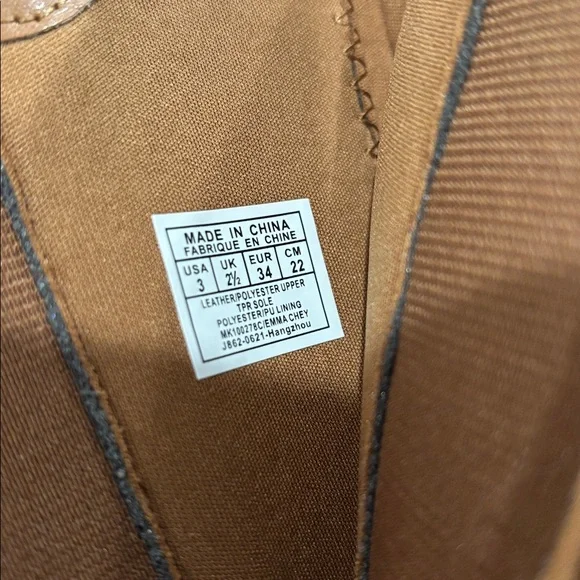 MADE IN CHINA
FABRIQUE EN CHINE
USA UK EUR CM
3 2½ 34 22
LEATHER/POLYESTER UPPER
TPR SOLE
POLYESTER/PU LINING
MK100278C/EMMA CHEY
J862-0621-Hangzhou